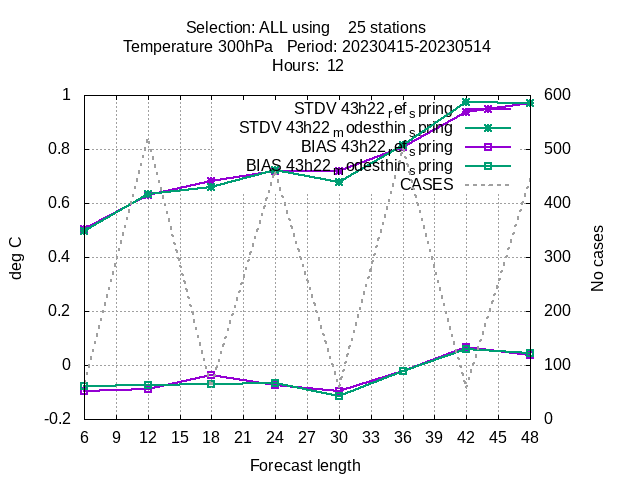 Selection: ALL using    25 stations
Temperature 300hPa   Period: 20230415-20230514
Hours:  12
1
0.8
0.6
0.4
0.2
0
-0.2
deg C
STDV 43h22_ref_spring
STDV 43h22_modesthin_spring
BIAS 43h22_ref_spring
BIAS 43h22_modesthin_spring
CASES
600
500
400
300
200
100
0
No cases
6 9 12 15 18 21 24 27 30 33 36 39 42 45 48
Forecast length